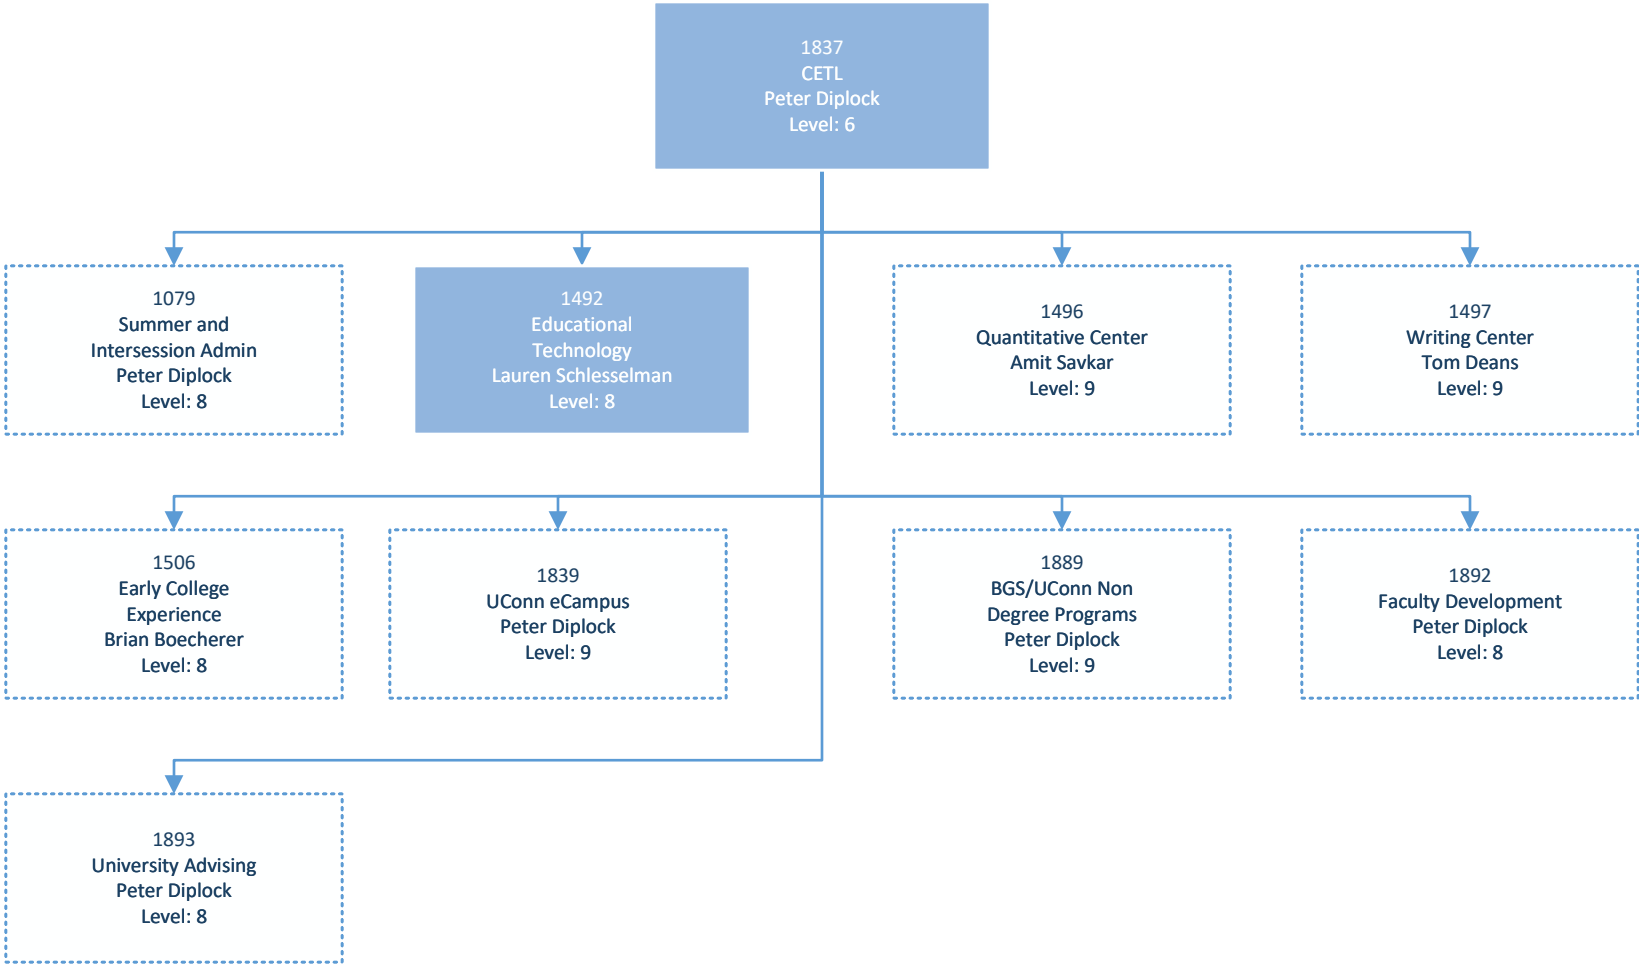 1837
CETL
Peter Diplock
Level: 6
1079
Summer and
Intersession Admin
Peter Diplock
Level: 8
1492
Educational
Technology
Lauren Schlesselman
Level: 8
1496
Quantitative Center
Amit Savkar
Level: 9
1497
Writing Center
Tom Deans
Level: 9
1506
Early College
Experience
Brian Boecherer
Level: 8
1839
UConn eCampus
Peter Diplock
Level: 9
1889
BGS/UConn Non
Degree Programs
Peter Diplock
Level: 9
1892
Faculty Development
Peter Diplock
Level: 8
1893
University Advising
Peter Diplock
Level: 8